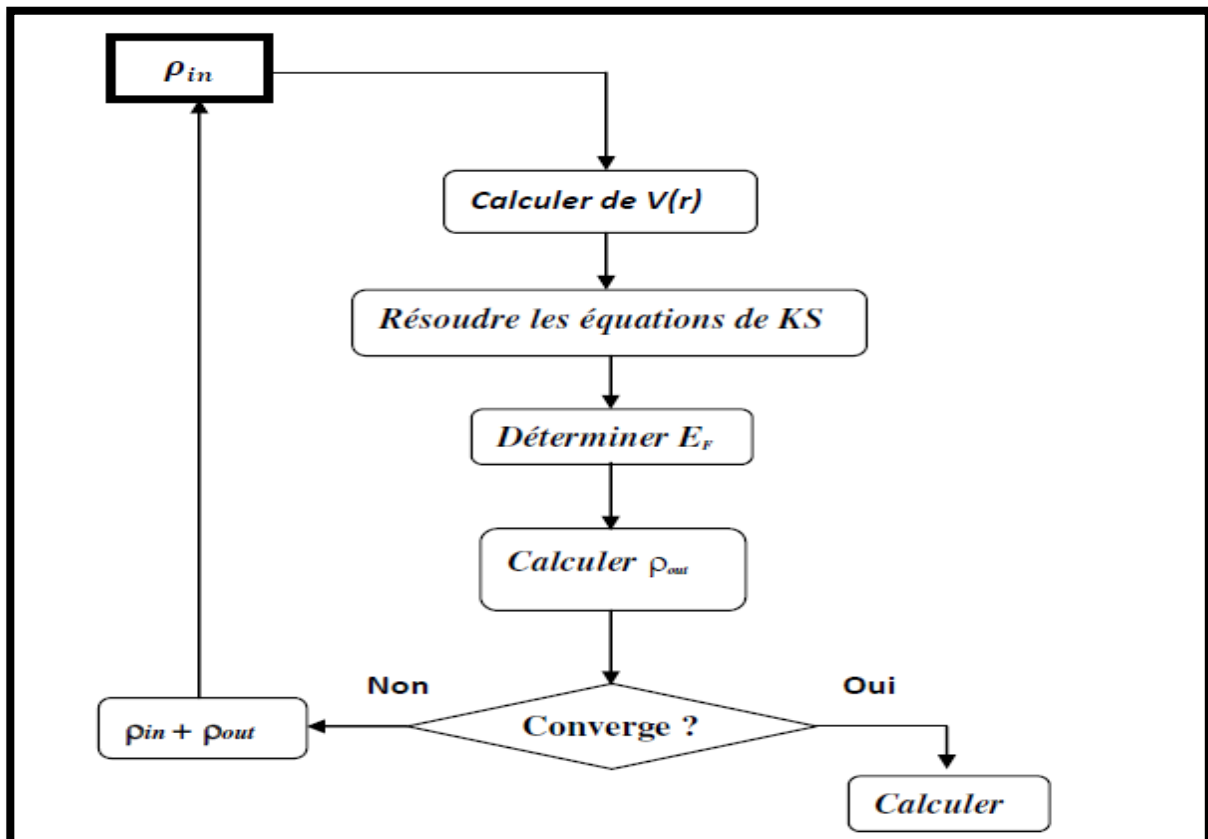 ρin
Calculer de V(r)
Résoudre les équations de KS
Déterminer EF
Calculer ρout
Non
Oui
Converge ?
ρin + ρout
Calculer